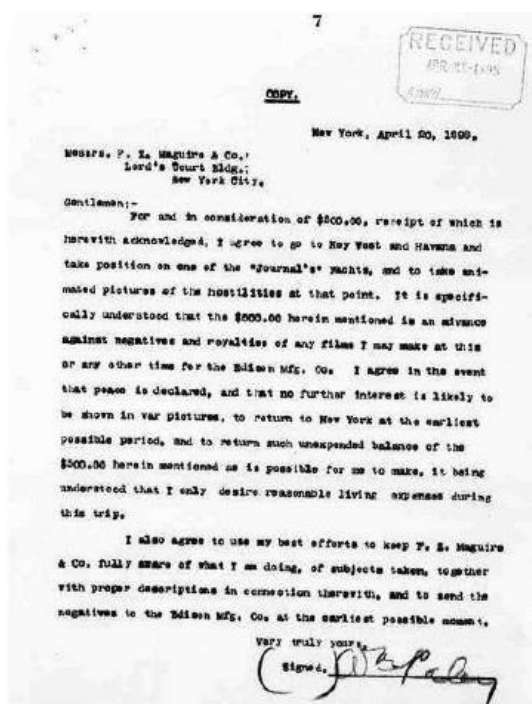 7
RECEIVED
COPY.
New York, April 20, 1898.
Messrs. F. Z. Maguire & Co.,
Lord's Court Bldg.,
New York City.
Gentlemen:-
For and in consideration of $500.00, receipt of which is
herewith acknowledged, I agree to go to Key West and Havana and
take position on one of the "Journal's" yachts, and to take ani-
mated pictures of the hostilities at that point. It is specifi-
cally understood that the $500.00 herein mentioned is an advance
against negatives and royalties of any films I may make at this
or any other time for the Edison Mfg. Co. I agree in the event
that peace is declared, and that no further interest is likely to
be shown in war pictures, to return to New York at the earliest
possible period, and to return such unexpended balance of the
$500.00 herein mentioned as is possible for me to make, it being
understood that I only desire reasonable living expenses during
this trip.
I also agree to use my best efforts to keep F. Z. Maguire
& Co. fully aware of what I am doing, of subjects taken, together
with proper descriptions in connection therewith, and to send the
negatives to the Edison Mfg. Co. at the earliest possible moment.
Very truly yours,
(Signed.)